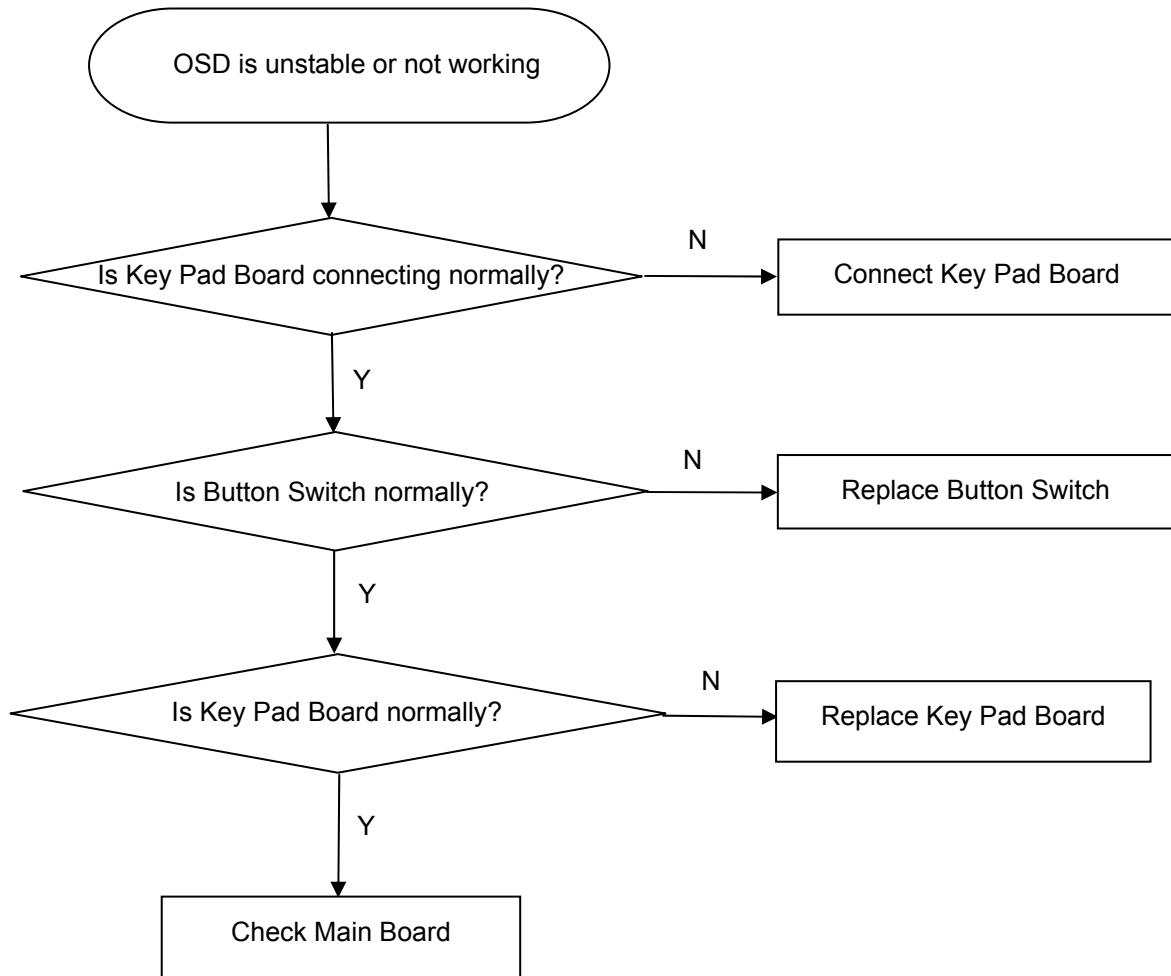 OSD is unstable or not working
N
Is Key Pad Board connecting normally?
Connect Key Pad Board
Y
N
Is Button Switch normally?
Replace Button Switch
Y
N
Is Key Pad Board normally?
Replace Key Pad Board
Y
Check Main Board